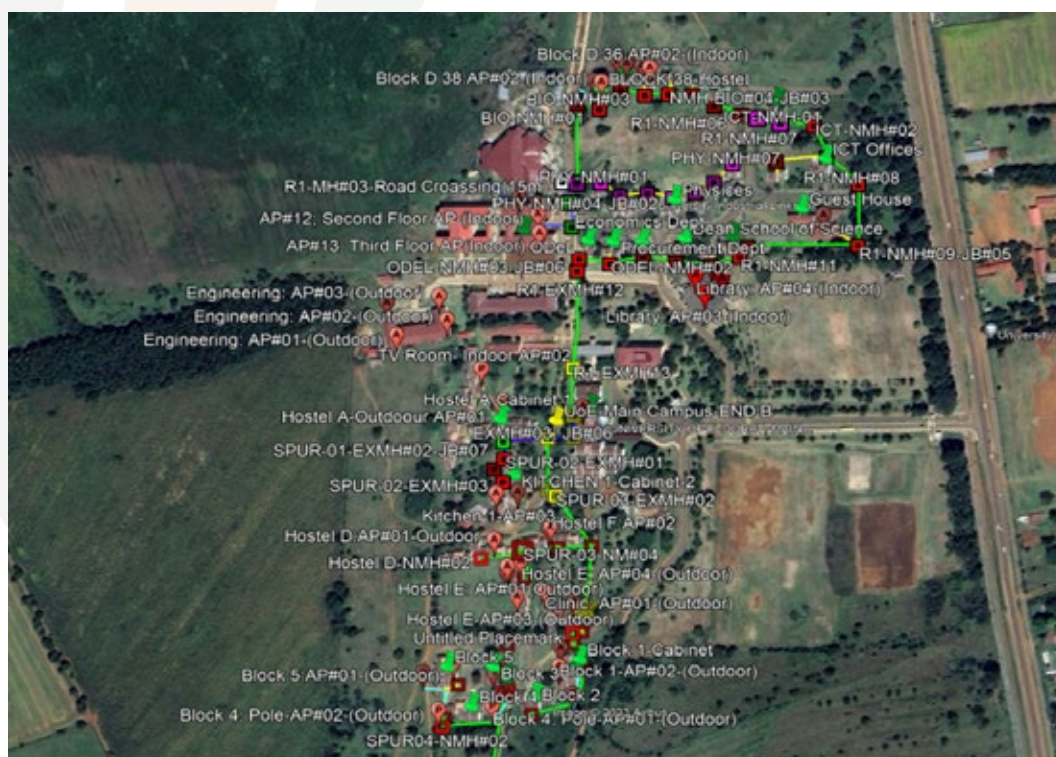 Block D 36 AP#02-(Indoor)
Block D 38 AP#02 (Indoor)
BLOCK 38-Hostel
BIO-NMH#03
NMH-BIO#04-JB#03
BIO-NMH#01
R1-NMH#06
ICT-NMH-01
ICT-NMH#02
R1-NMH#07
ICT Offices
PHY-NMH#07
R1-MH#03-Road Croassing 15m
PHY-NMH#01
R1-NMH#08
Physices
PHY-NMH#04-JB#02
Guest House
AP#12: Second Floor AP (Indoor)
Economics Dept
Dean School of Science
AP#13: Third Floor AP(Indoor) ODeL
Procurement Dept
R1-NMH#09-JB#05
ODEL-NMH#03-JB#06
ODEL-NMH#02
R1-NMH#11
Engineering: AP#03-(Outdoor
R1-EXMH#12
Library: AP#04-(Indoor)
Engineering: AP#02-(Outdoor)
Library: AP#03(Indoor)
Engineering: AP#01-(Outdoor)
University
TV Room- Indoor AP#02
R1-EXMH13
Hostel A Cabinet 1
Hostel A-Outdoour AP#01
UoE Main Campus END B
EXMH#03-JB#06
SPUR-01-EXMH#02-JB#07
SPUR-02-EXMH#01
SPUR-02-EXMH#03
KITCHEN 1-Cabinet 2
SPUR-03-EXMH#02
Kitchen 1-AP#03
Hostel F AP#02
Hostel D.AP#01-Outdoor
Hostel D-NMH#02
SPUR-03-NM#04
Hostel E: AP#04-(Outdoor)
Hostel E: AP#01(Outdoor)
Clinic: AP#01-(Outdoor)
Hostel E-AP#03 (Outdoor)
Untitled Placemark
Block 1-Cabinet
Block 5
Block 5 AP#01-(Outdoor)
Block 3
Block 1-AP#02-(Outdoor)
Block 4
Block 2
Block 4: Pole-AP#02-(Outdoor)
Block 4: Pole-AP#01-(Outdoor)
SPUR04-NMH#02